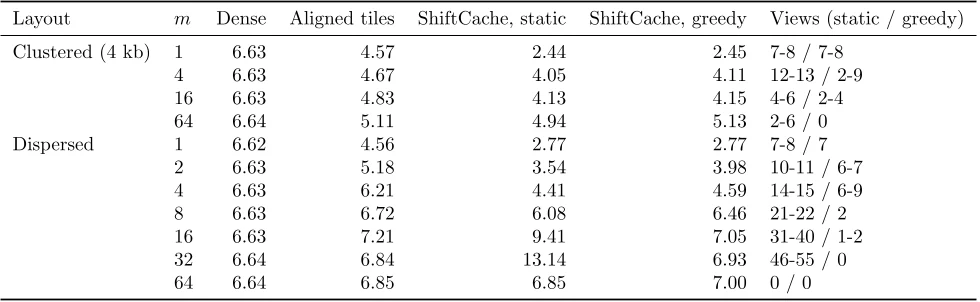 Layout m Dense Aligned tiles ShiftCache, static ShiftCache, greedy Views (static / greedy)
Clustered (4 kb) 1 6.63 4.57 2.44 2.45 7-8 / 7-8
4 6.63 4.67 4.05 4.11 12-13 / 2-9
16 6.63 4.83 4.13 4.15 4-6 / 2-4
64 6.64 5.11 4.94 5.13 2-6 / 0
Dispersed 1 6.62 4.56 2.77 2.77 7-8 / 7
2 6.63 5.18 3.54 3.98 10-11 / 6-7
4 6.63 6.21 4.41 4.59 14-15 / 6-9
8 6.63 6.72 6.08 6.46 21-22 / 2
16 6.63 7.21 9.41 7.05 31-40 / 1-2
32 6.64 6.84 13.14 6.93 46-55 / 0
64 6.64 6.85 6.85 7.00 0 / 0